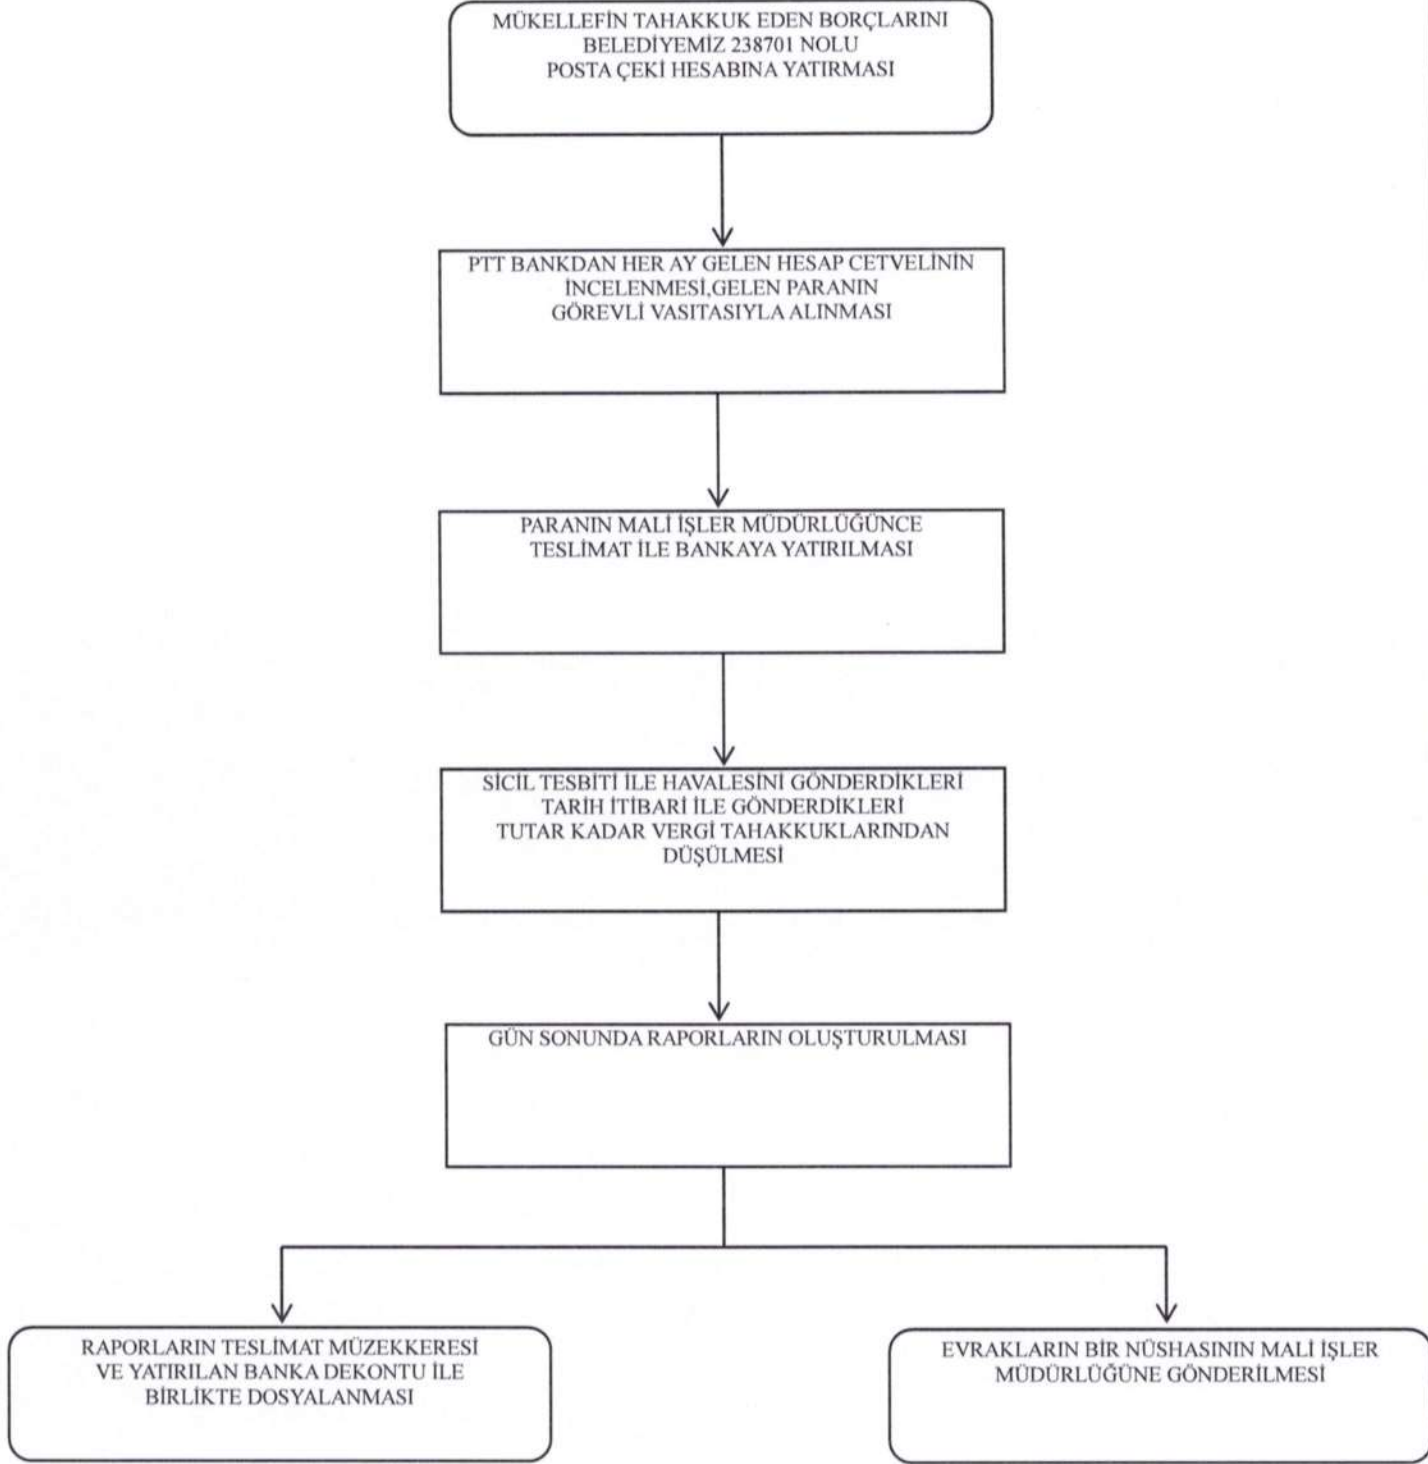 MÜKELLEFİN TAHAKKUK EDEN BORÇLARINI
BELEDİYEMİZ 238701 NOLU
POSTA ÇEKİ HESABINA YATIRMASI
PTT BANKDAN HER AY GELEN HESAP CETVELİNİN
İNCELENMESİ,GELEN PARANIN
GÖREVLİ VASITASIYLA ALINMASI
PARANIN MALİ İŞLER MÜDÜRLÜĞÜNCE
TESLİMAT İLE BANKAYA YATIRILMASI
SİCİL TESBİTİ İLE HAVALESİNİ GÖNDERDİKLERİ
TARİH İTİBARİ İLE GÖNDERDİKLERİ
TUTAR KADAR VERGİ TAHAKKUKLARINDAN
DÜŞÜLMESİ
GÜN SONUNDA RAPORLARIN OLUŞTURULMASI
RAPORLARIN TESLİMAT MÜZEKKERESİ
VE YATIRILAN BANKA DEKONTU İLE
BİRLİKTE DOSYALANMASI
EVRAKLARIN BİR NÜSHASININ MALİ İŞLER
MÜDÜRLÜĞÜNE GÖNDERİLMESİ